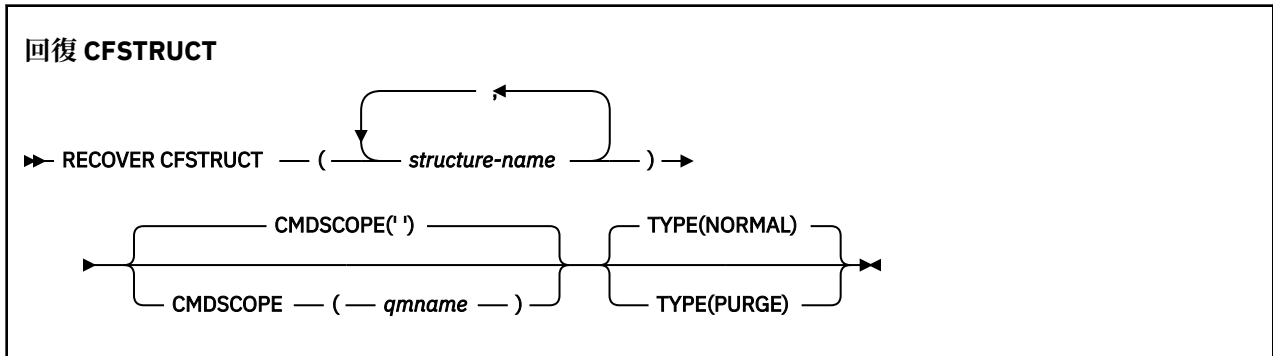 回復 CFSTRUCT
,
RECOVER CFSTRUCT ( structure-name )
CMDSCOPE(' ') TYPE(NORMAL)
CMDSCOPE ( qmname ) TYPE(PURGE)